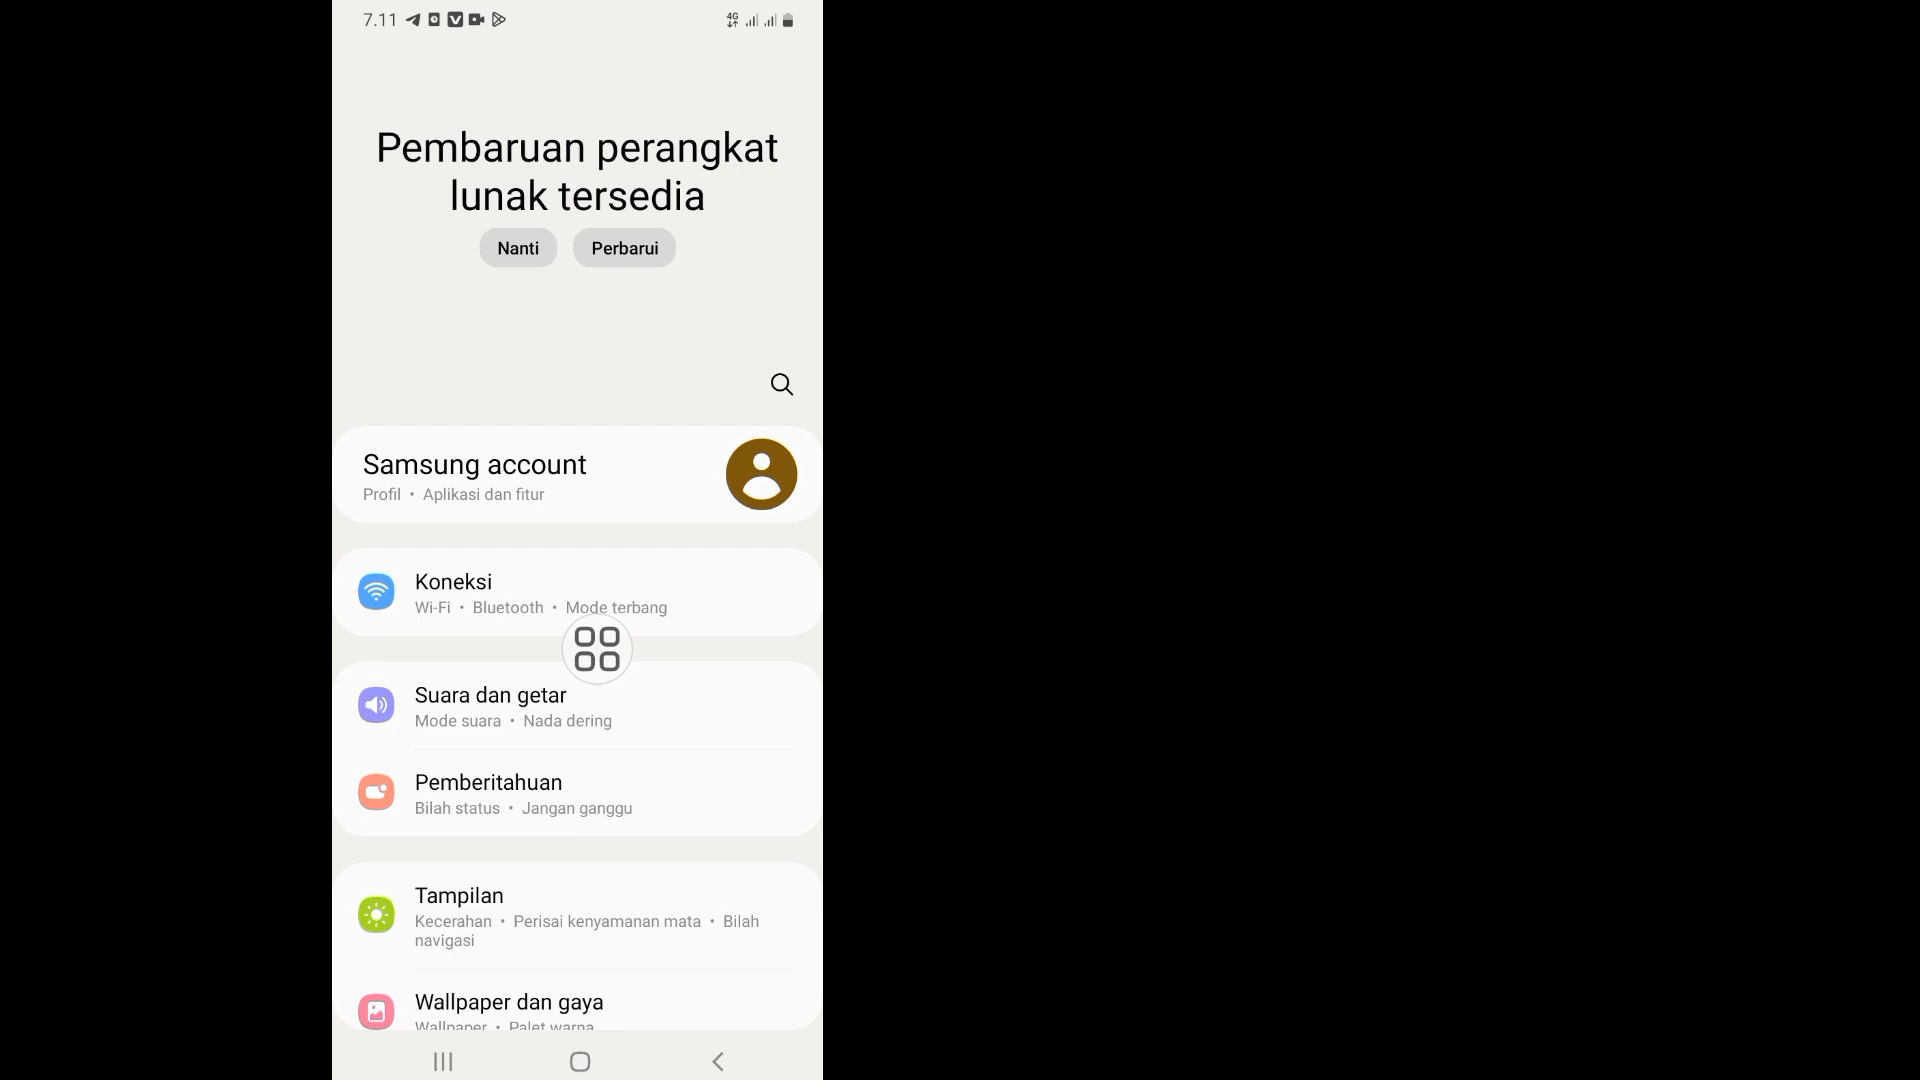 7.11
4G
Pembaruan perangkat
lunak tersedia
Nanti
Perbarui
Samsung account
Profil • Aplikasi dan fitur
Koneksi
Wi-Fi • Bluetooth • Mode terbang
Suara dan getar
Mode suara • Nada dering
Pemberitahuan
Bilah status • Jangan ganggu
Tampilan
Kecerahan • Perisai kenyamanan mata • Bilah
navigasi
Wallpaper dan gaya
Wallpaper • Palet warna